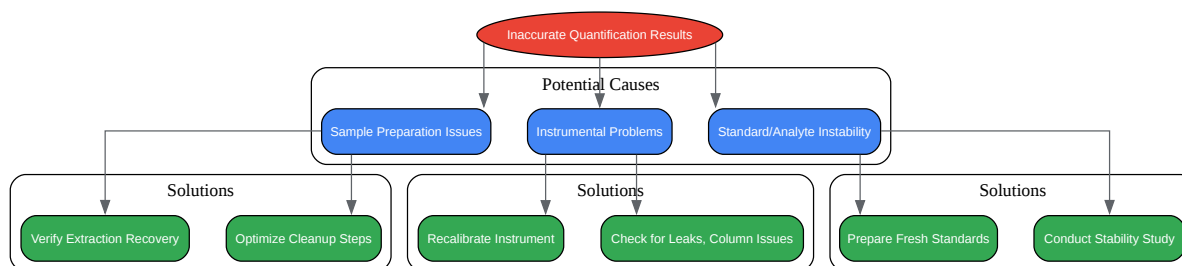 Inaccurate Quantification Results
Potential Causes
Sample Preparation Issues
Instrumental Problems
Standard/Analyte Instability
Solutions
Solutions
Solutions
Verify Extraction Recovery
Optimize Cleanup Steps
Recalibrate Instrument
Check for Leaks, Column Issues
Prepare Fresh Standards
Conduct Stability Study